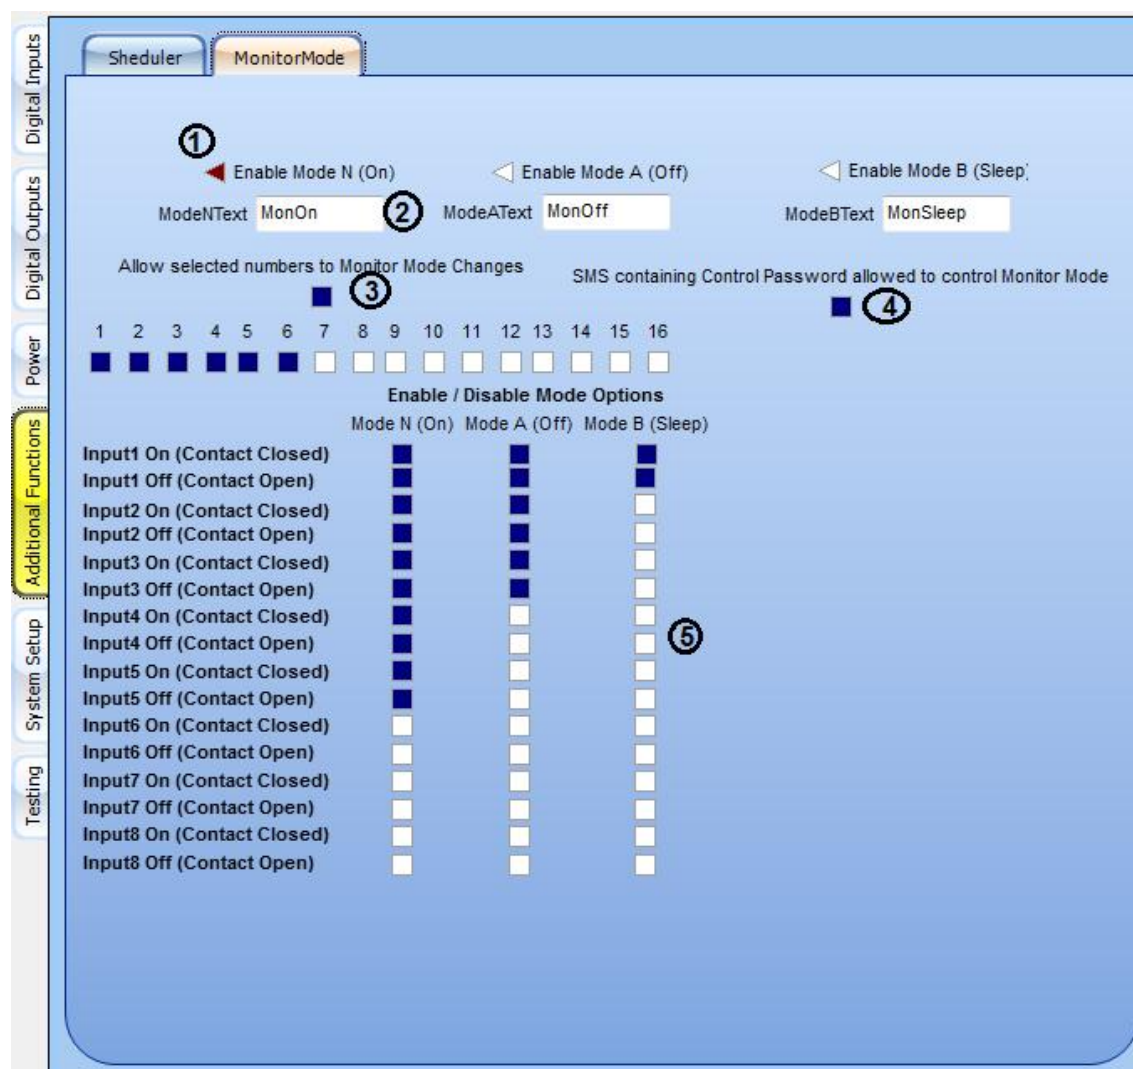 Digital Inputs
Digital Outputs
Power
Additional Functions
System Setup
Testing
Sheduler MonitorMode
1
Enable Mode N (On) Enable Mode A (Off) Enable Mode B (Sleep)
ModeNText MonOn 2 ModeAText MonOff ModeBText MonSleep
Allow selected numbers to Monitor Mode Changes
SMS containing Control Password allowed to control Monitor Mode
3 4
1 2 3 4 5 6 7 8 9 10 11 12 13 14 15 16
Enable / Disable Mode Options
Mode N (On) Mode A (Off) Mode B (Sleep)
Input1 On (Contact Closed)
Input1 Off (Contact Open)
Input2 On (Contact Closed)
Input2 Off (Contact Open)
Input3 On (Contact Closed)
Input3 Off (Contact Open)
Input4 On (Contact Closed)
Input4 Off (Contact Open) 5
Input5 On (Contact Closed)
Input5 Off (Contact Open)
Input6 On (Contact Closed)
Input6 Off (Contact Open)
Input7 On (Contact Closed)
Input7 Off (Contact Open)
Input8 On (Contact Closed)
Input8 Off (Contact Open)